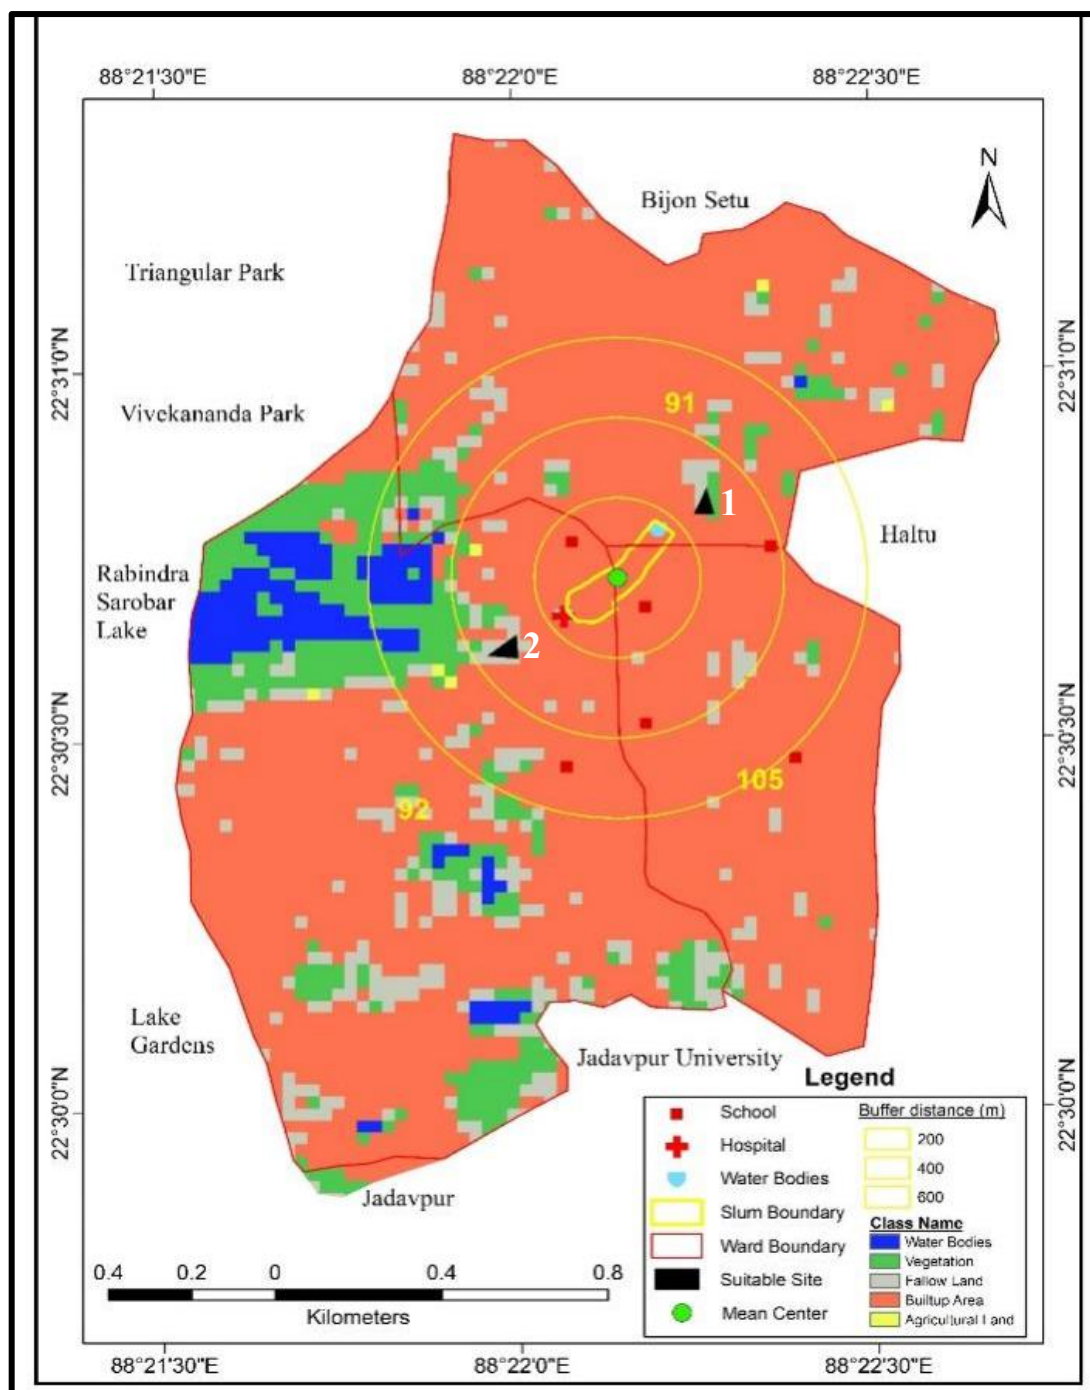 88°21'30"E
88°22'0"E
88°22'30"E
N
Bijon Setu
Triangular Park
22°31'0"N
22°31'0"N
91
Vivekananda Park
1
Haltu
Rabindra
Sarobar
Lake
2
22°30'30"N
22°30'30"N
105
92
Lake
Gardens
Jadavpur University
22°30'0"N
22°30'0"N
Jadavpur
Legend
School
Hospital
Water Bodies
Slum Boundary
Ward Boundary
Suitable Site
Mean Center
Buffer distance (m)
200
400
600
Class Name
Water Bodies
Vegetation
Fallow Land
Builtup Area
Agricultural Land
0.4 0.2 0 0.4 0.8
Kilometers
88°21'30"E
88°22'0"E
88°22'30"E